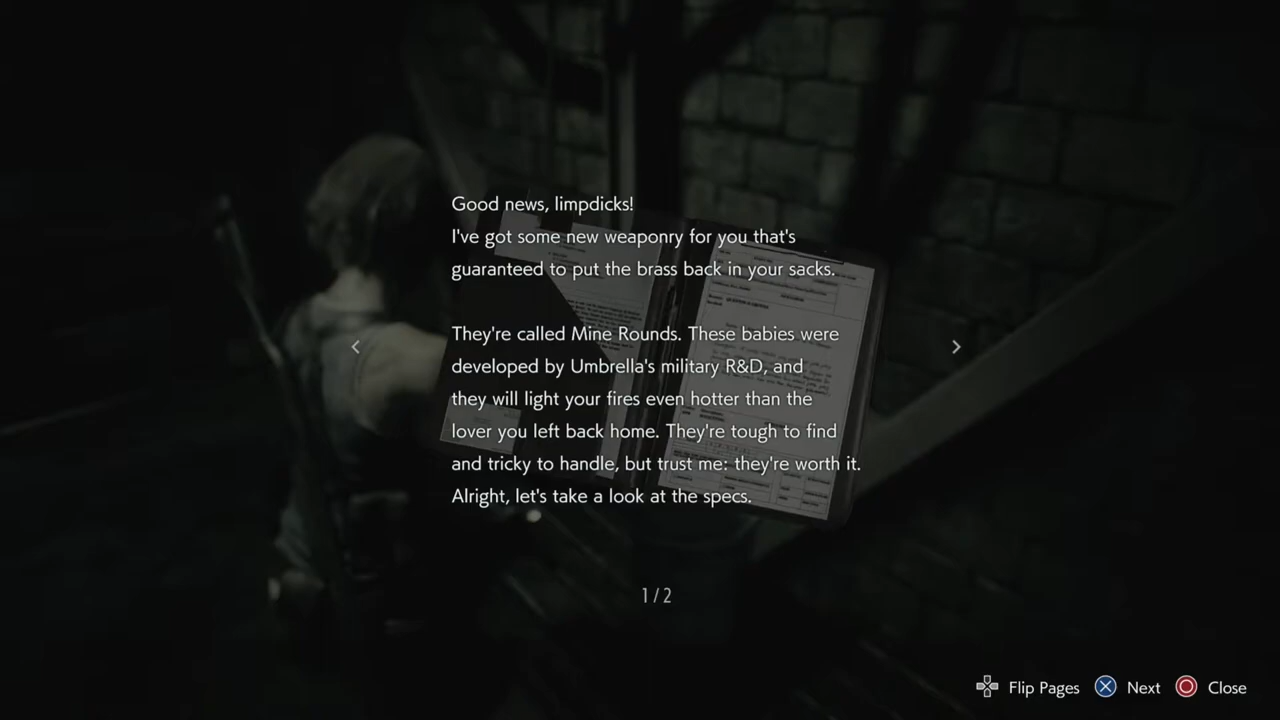 Good news, limpdicks!
I've got some new weaponry for you that's
guaranteed to put the brass back in your sacks.
They're called Mine Rounds. These babies were
developed by Umbrella's military R&D, and
they will light your fires even hotter than the
lover you left back home. They're tough to find
and tricky to handle, but trust me: they're worth it.
Alright, let's take a look at the specs.
1 / 2
Flip Pages Next Close